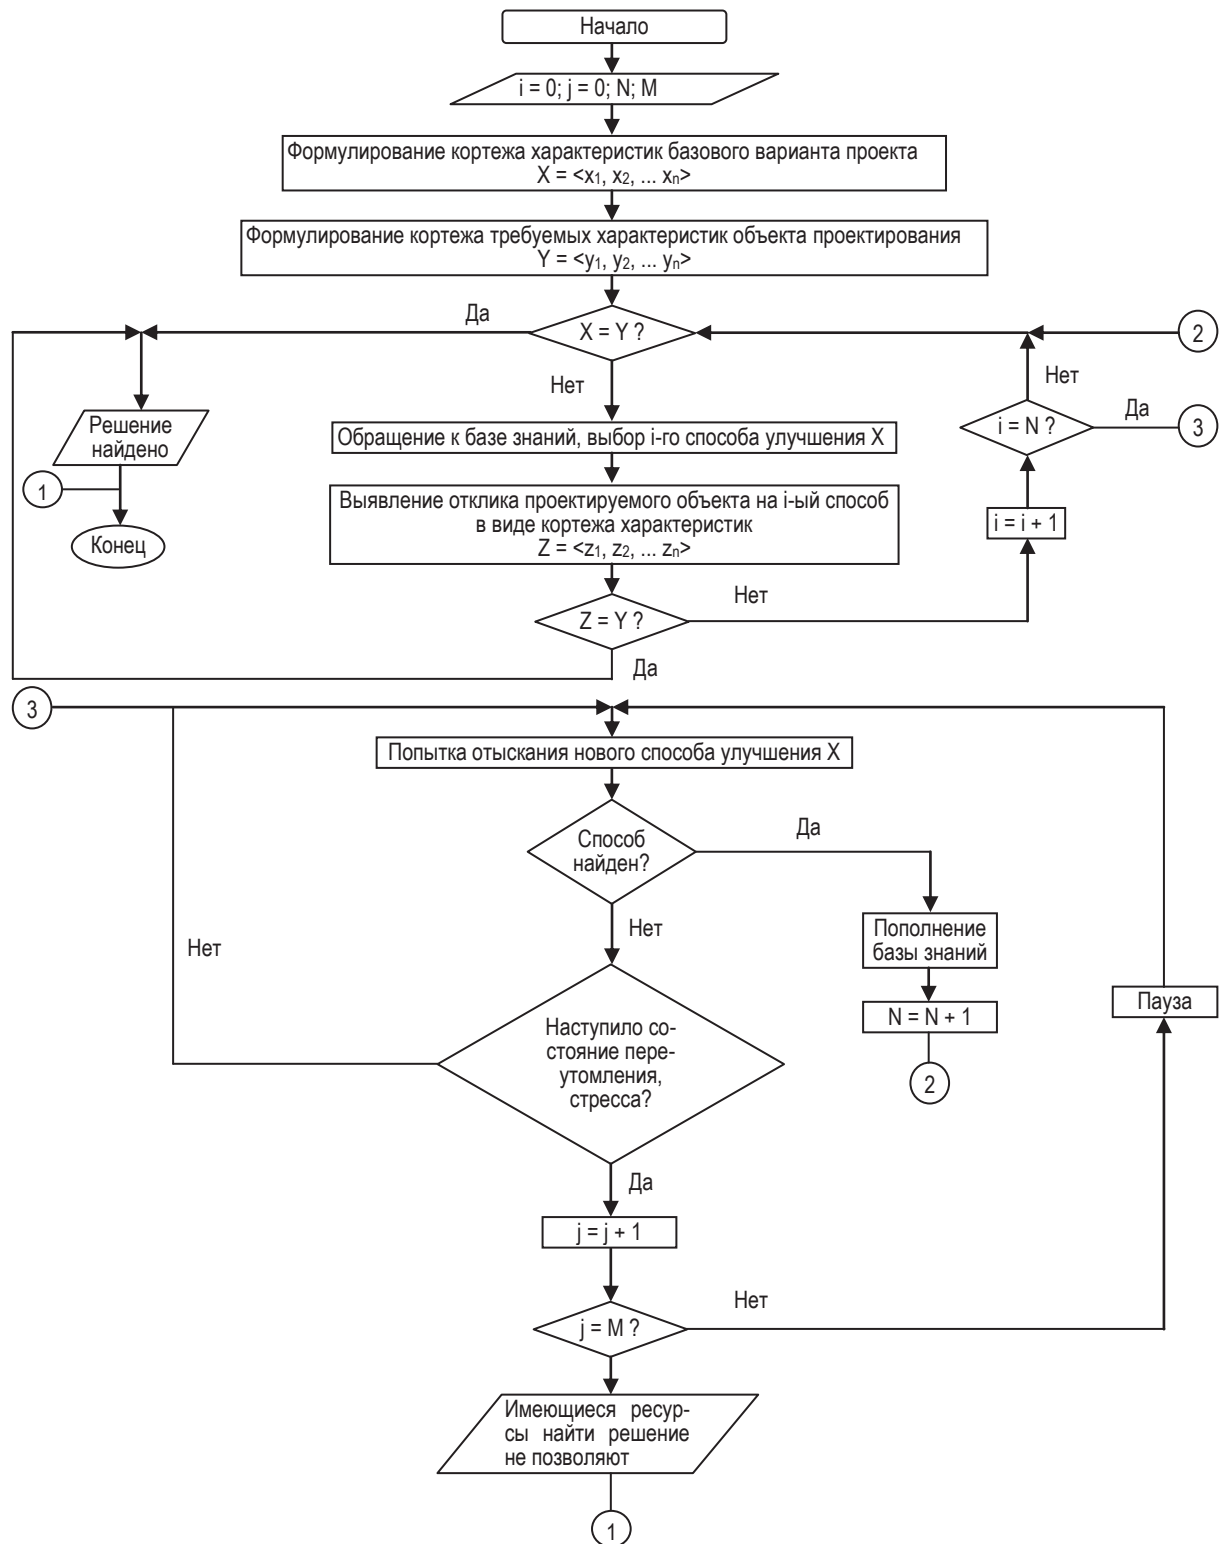 Начало
i = 0; j = 0; N; M
Формулирование кортежа характеристик базового варианта проекта
X = <x₁, x₂, ... xₙ>
Формулирование кортежа требуемых характеристик объекта проектирования
Y = <y₁, y₂, ... yₙ>
Да
X = Y ?
2
Нет
Нет
Решение
найдено
Обращение к базе знаний, выбор i-го способа улучшения X
i = N ?
Да
3
1
Конец
Выявление отклика проектируемого объекта на i-ый способ
в виде кортежа характеристик
Z = <z₁, z₂, ... zₙ>
i = i + 1
Z = Y ?
Нет
Да
3
Попытка отыскания нового способа улучшения X
Способ
найден?
Да
Нет
Пополнение
базы знаний
Нет
N = N + 1
Пауза
Наступило со-
стояние пере-
утомления,
стресса?
2
Да
j = j + 1
j = M ?
Нет
Имеющиеся ресур-
сы найти решение
не позволяют
1